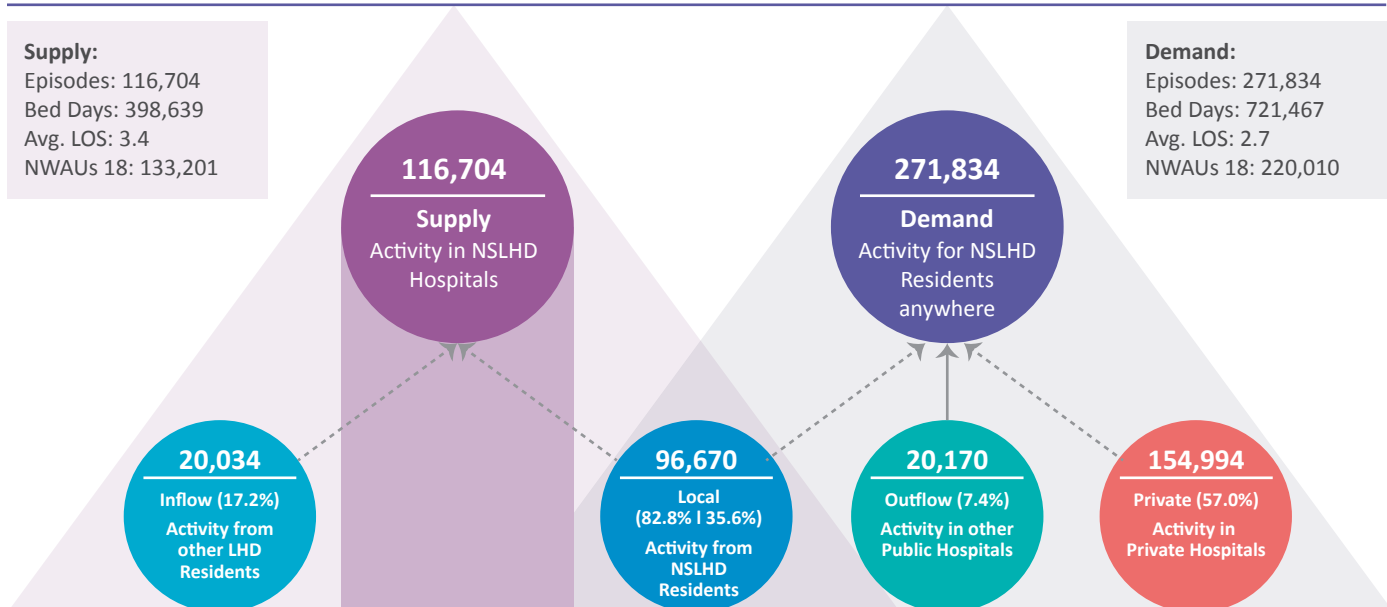 Supply:
Episodes: 116,704
Bed Days: 398,639
Avg. LOS: 3.4
NWAUs 18: 133,201
Demand:
Episodes: 271,834
Bed Days: 721,467
Avg. LOS: 2.7
NWAUs 18: 220,010
116,704
Supply
Activity in NSLHD
Hospitals
271,834
Demand
Activity for NSLHD
Residents
anywhere
20,034
Inflow (17.2%)
Activity from
other LHD
Residents
96,670
Local
(82.8% l 35.6%)
Activity from
NSLHD
Residents
20,170
Outflow (7.4%)
Activity in other
Public Hospitals
154,994
Private (57.0%)
Activity in
Private Hospitals